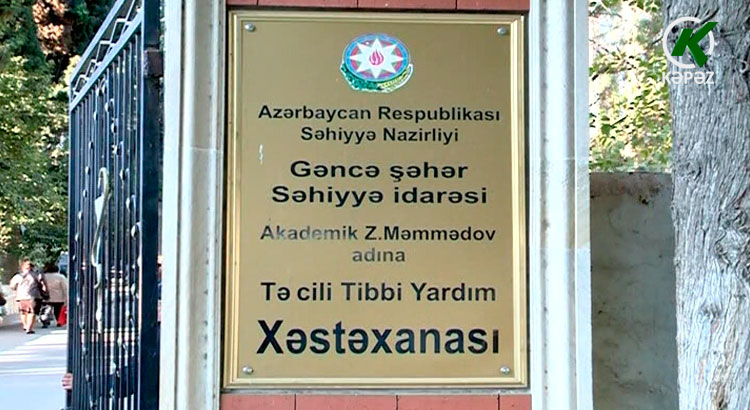 Azərbaycan Respublikası
Səhiyyə Nazirliyi
Gəncə şəhər
Səhiyyə idarəsi
Akademik Z.Məmmədov
adına
Tə cili Tibbi Yardım
Xəstəxanası
K
KƏPƏZ